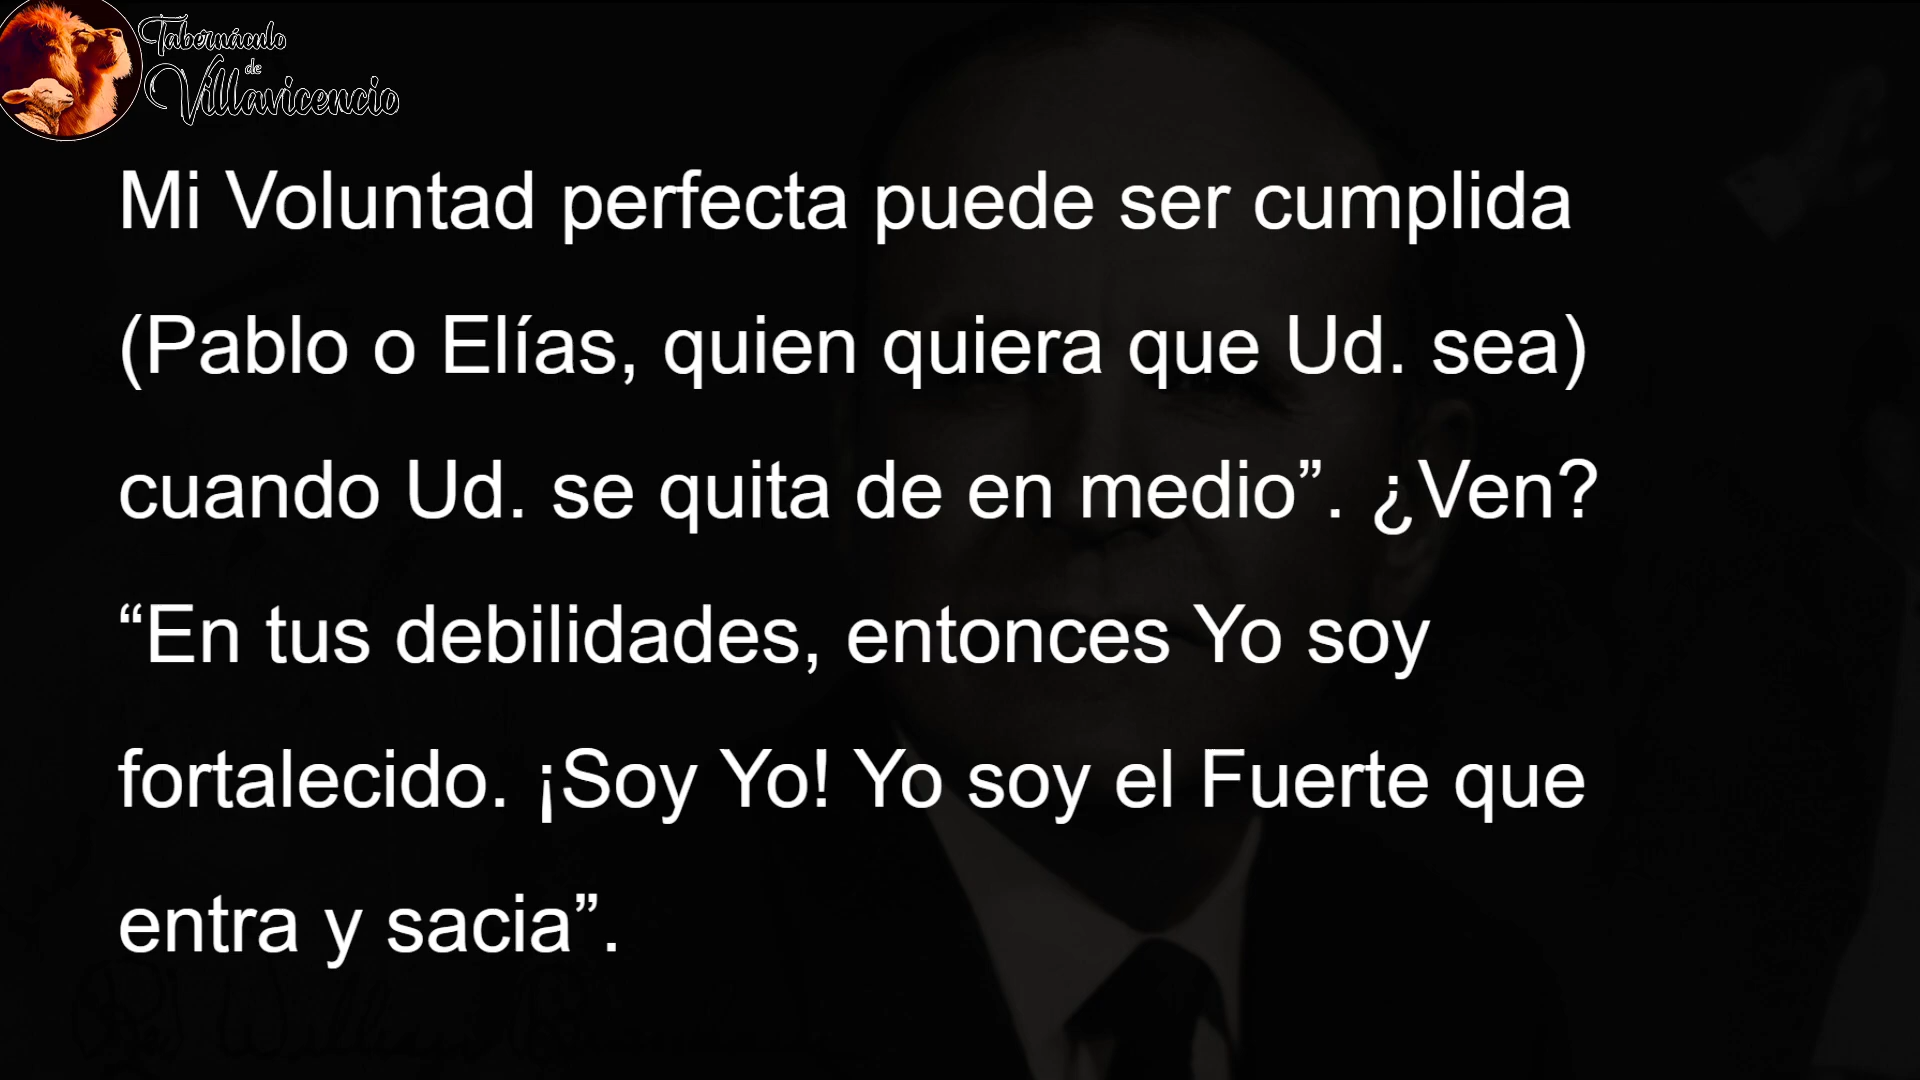 Tabernáculo
de
Villavicencio
Mi Voluntad perfecta puede ser cumplida
(Pablo o Elías, quien quiera que Ud. sea)
cuando Ud. se quita de en medio”. ¿Ven?
“En tus debilidades, entonces Yo soy
fortalecido. ¡Soy Yo! Yo soy el Fuerte que
entra y sacia”.